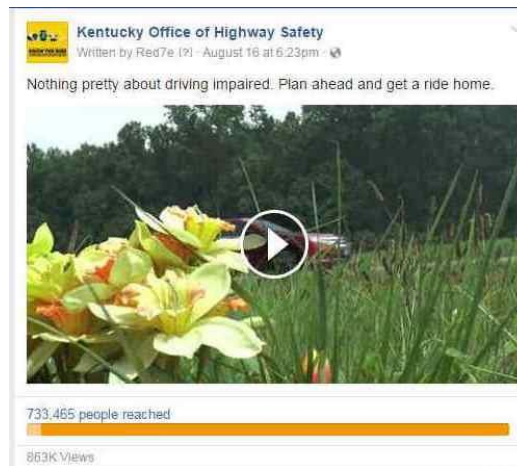 Kentucky Office of Highway Safety
Written by Red7e [?] · August 16 at 6:23pm ·
Nothing pretty about driving impaired. Plan ahead and get a ride home.
733,465 people reached
863K Views